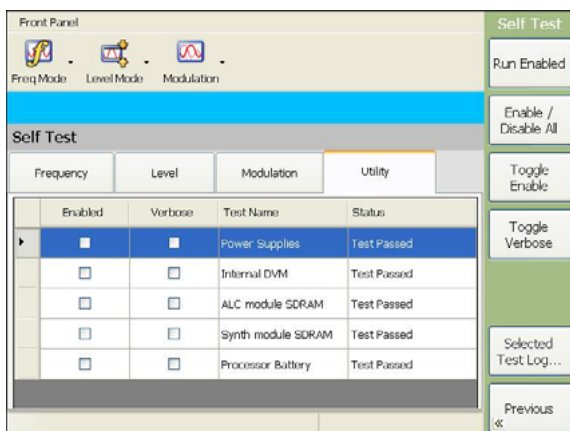 Front Panel
Freq Mode Level Mode Modulation
Self Test
Frequency Level Modulation Utility
Enabled Verbose Test Name Status
Power Supplies Test Passed
Internal DVM Test Passed
ALC module SDRAM Test Passed
Synth module SDRAM Test Passed
Processor Battery Test Passed
Self Test
Run Enabled
Enable /
Disable All
Toggle
Enable
Toggle
Verbose
Selected
Test Log...
Previous
«